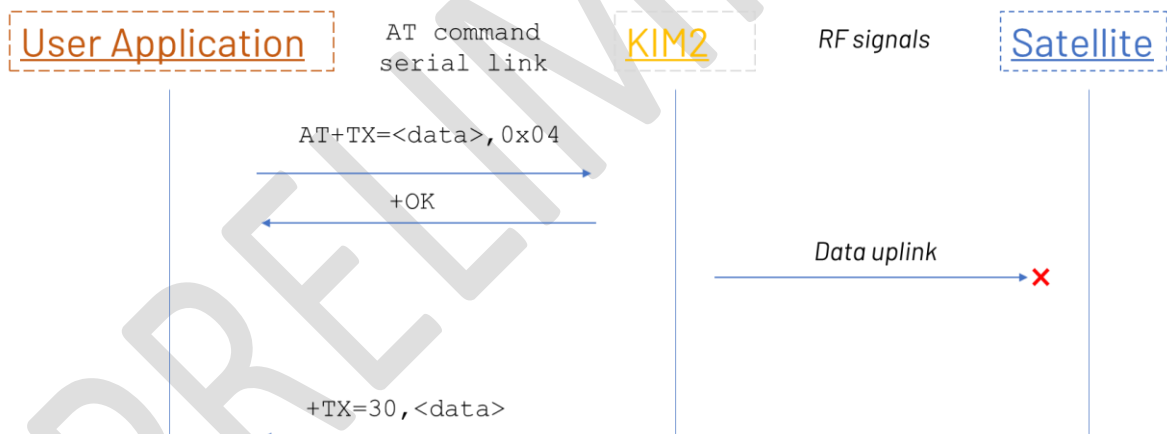 User Application
AT command
serial link
KIM2
RF signals
Satellite
AT+TX=<data>,0x04
+OK
Data uplink
+TX=30,<data>
PRELIM